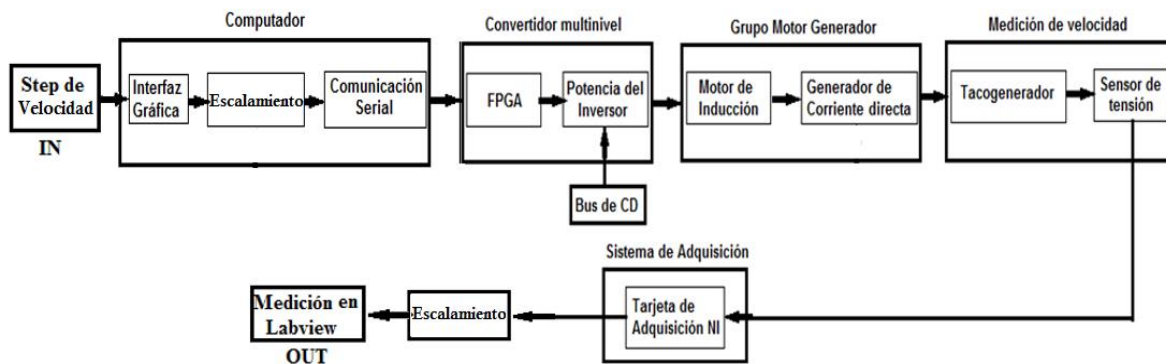 Computador
Convertidor multinivel
Grupo Motor Generador
Medición de velocidad
Step de
Velocidad
IN
Interfaz
Gráfica
Escalamiento
Comunicación
Serial
FPGA
Potencia del
Inversor
Motor de
Inducción
Generador de
Corriente directa
Tacogenerador
Sensor de
tensión
Bus de CD
Sistema de Adquisición
Tarjeta de
Adquisición NI
Escalamiento
Medición en
Labview
OUT